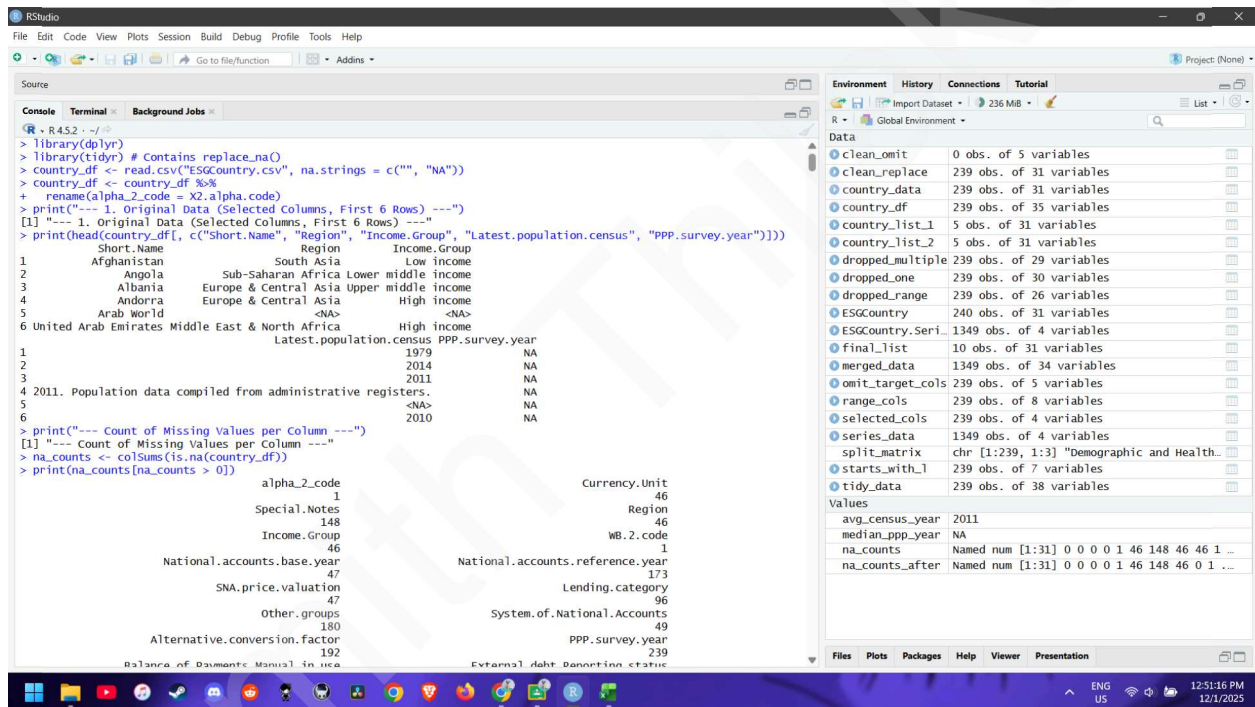 RStudio
File Edit Code View Plots Session Build Debug Profile Tools Help
Go to file/function Addins Project: (None)
Source
Console Terminal Background Jobs
R 4.5.2 · ~/
> library(dplyr)
> library(tidyr) # Contains replace_na()
> country_df <- read.csv("ESGCountry.csv", na.strings = c("", "NA"))
> country_df <- country_df %>%
+   rename(alpha_2_code = X2.alpha.code)
> print("--- 1. Original Data (Selected Columns, First 6 Rows) ---")
[1] "--- 1. Original Data (Selected Columns, First 6 Rows) ---"
> print(head(country_df[, c("Short.Name", "Region", "Income.Group", "Latest.population.census", "PPP.survey.year")]))
Short.Name Region Income.Group
1 Afghanistan South Asia Low income
2 Angola Sub-Saharan Africa Lower middle income
3 Albania Europe & Central Asia Upper middle income
4 Andorra Europe & Central Asia High income
5 Arab World <NA> <NA>
6 United Arab Emirates Middle East & North Africa High income
Latest.population.census PPP.survey.year
1 1979 NA
2 2014 NA
3 2011 NA
4 2011. Population data compiled from administrative registers. NA
5 <NA> NA
6 2010 NA
> print("--- Count of Missing Values per Column ---")
[1] "--- Count of Missing Values per Column ---"
> na_counts <- colSums(is.na(country_df))
> print(na_counts[na_counts > 0])
alpha_2_code Currency.Unit
1 46
Special.Notes Region
148 46
Income.Group WB.2.code
46 1
National.accounts.base.year National.accounts.reference.year
47 173
SNA.price.valuation Lending.category
47 96
Other.groups System.of.National.Accounts
180 49
Alternative.conversion.factor PPP.survey.year
192 239
Balance.of.Payments.Manual.in.use External.debt.Reporting.status
Environment History Connections Tutorial
Import Dataset 236 MiB List
R Global Environment
Data
clean_omit 0 obs. of 5 variables
clean_replace 239 obs. of 31 variables
country_data 239 obs. of 31 variables
country_df 239 obs. of 35 variables
country_list_1 5 obs. of 31 variables
country_list_2 5 obs. of 31 variables
dropped_multiple 239 obs. of 29 variables
dropped_one 239 obs. of 30 variables
dropped_range 239 obs. of 26 variables
ESGCountry 240 obs. of 31 variables
ESGCountry.Seri… 1349 obs. of 4 variables
final_list 10 obs. of 31 variables
merged_data 1349 obs. of 34 variables
omit_target_cols 239 obs. of 5 variables
range_cols 239 obs. of 8 variables
selected_cols 239 obs. of 4 variables
series_data 1349 obs. of 4 variables
split_matrix chr [1:239, 1:3] "Demographic and Health…
starts_with_l 239 obs. of 7 variables
tidy_data 239 obs. of 38 variables
Values
avg_census_year 2011
median_ppp_year NA
na_counts Named num [1:31] 0 0 0 0 1 46 148 46 46 1 …
na_counts_after Named num [1:31] 0 0 0 0 1 46 148 46 0 1 …
Files Plots Packages Help Viewer Presentation
ENG
US
12:51:16 PM
12/1/2025